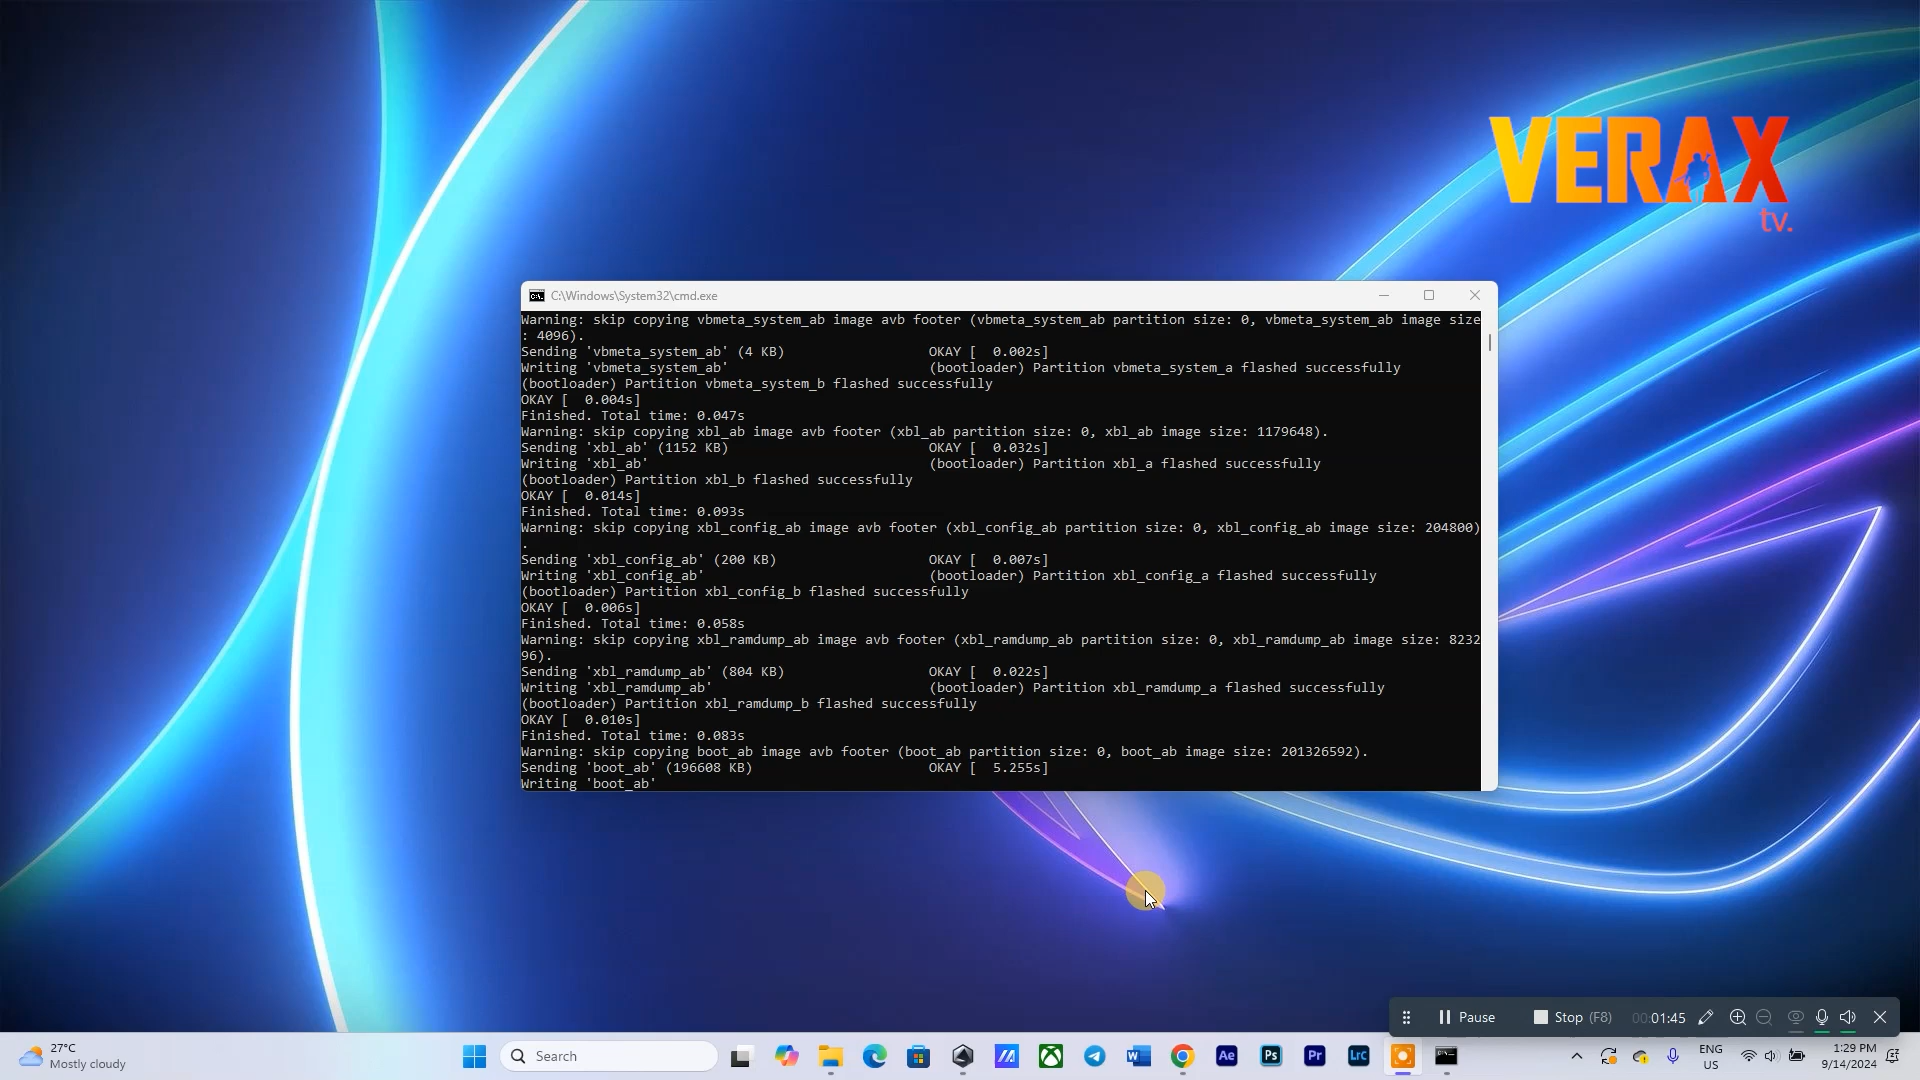 VERAX
tv.
C:\Windows\System32\cmd.exe
Warning: skip copying vbmeta_system_ab image avb footer (vbmeta_system_ab partition size: 0, vbmeta_system_ab image size
: 4096).
Sending 'vbmeta_system_ab' (4 KB)                  OKAY [  0.002s]
Writing 'vbmeta_system_ab'                         (bootloader) Partition vbmeta_system_a flashed successfully
(bootloader) Partition vbmeta_system_b flashed successfully
OKAY [  0.004s]
Finished. Total time: 0.047s
Warning: skip copying xbl_ab image avb footer (xbl_ab partition size: 0, xbl_ab image size: 1179648).
Sending 'xbl_ab' (1152 KB)                         OKAY [  0.032s]
Writing 'xbl_ab'                                   (bootloader) Partition xbl_a flashed successfully
(bootloader) Partition xbl_b flashed successfully
OKAY [  0.014s]
Finished. Total time: 0.093s
Warning: skip copying xbl_config_ab image avb footer (xbl_config_ab partition size: 0, xbl_config_ab image size: 204800)
.
Sending 'xbl_config_ab' (200 KB)                   OKAY [  0.007s]
Writing 'xbl_config_ab'                            (bootloader) Partition xbl_config_a flashed successfully
(bootloader) Partition xbl_config_b flashed successfully
OKAY [  0.006s]
Finished. Total time: 0.058s
Warning: skip copying xbl_ramdump_ab image avb footer (xbl_ramdump_ab partition size: 0, xbl_ramdump_ab image size: 8232
96).
Sending 'xbl_ramdump_ab' (804 KB)                  OKAY [  0.022s]
Writing 'xbl_ramdump_ab'                           (bootloader) Partition xbl_ramdump_a flashed successfully
(bootloader) Partition xbl_ramdump_b flashed successfully
OKAY [  0.010s]
Finished. Total time: 0.083s
Warning: skip copying boot_ab image avb footer (boot_ab partition size: 0, boot_ab image size: 201326592).
Sending 'boot_ab' (196608 KB)                      OKAY [  5.255s]
Writing 'boot_ab'
Pause Stop (F8) 00:01:45
27°C
Mostly cloudy
Search
Ae Ps Pr Lrc
ENG
US
1:29 PM
9/14/2024